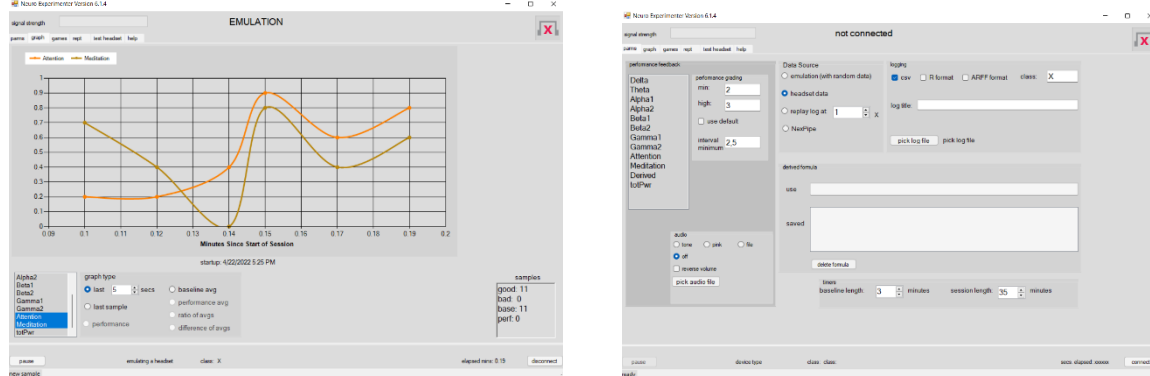 Neuro Experimenter Version 6.1.4
signal strength
EMULATION
X
parms graph games rept test headset help
Attention Meditation
1
0.9
0.8
0.7
0.6
0.5
0.4
0.3
0.2
0.1
0
0.09 0.1 0.11 0.12 0.13 0.14 0.15 0.16 0.17 0.18 0.19 0.2
Minutes Since Start of Session
startup: 4/22/2022 5:25 PM
Alpha2
Beta1
Beta2
Gamma1
Gamma2
Attention
Meditation
totPwr
graph type
last 5 secs
last sample
performance
baseline avg
performance avg
ratio of avgs
difference of avgs
samples
good: 11
bad: 0
base: 11
perf: 0
pause emulating a headset class: X elapsed mins: 0.19 disconnect
new sample
Neuro Experimenter Version 6.1.4
signal strength
not connected
X
parms graph games rept test headset help
performance feedback
Delta
Theta
Alpha1
Alpha2
Beta1
Beta2
Gamma1
Gamma2
Attention
Meditation
Derived
totPwr
performance grading
min: 2
high: 3
use default
interval minimum 2,5
audio
tone pink file
off
reverse volume
pick audio file
Data Source
emulation (with random data)
headset data
replay log at 1 X
NexPipe
logging
csv R format ARFF format class: X
log title:
pick log file pick log file
derived formula
use
saved
delete formula
timers
baseline length: 3 minutes session length: 35 minutes
pause device type class: class: secs elapsed: xxxxxx connect
ready